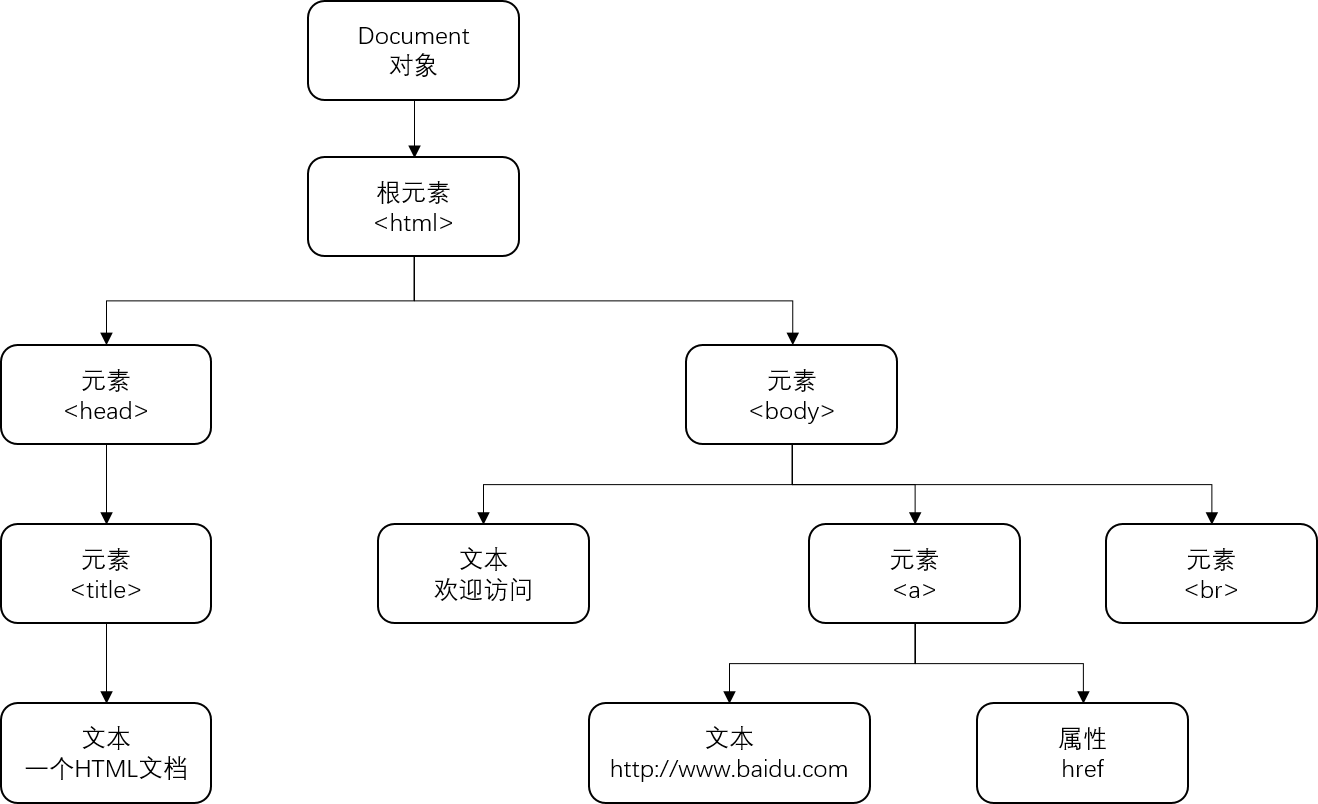 Document
对象
根元素
<html>
元素
<head>
元素
<body>
元素
<title>
文本
欢迎访问
元素
<a>
元素
<br>
文本
一个HTML文档
文本
http://www.baidu.com
属性
href